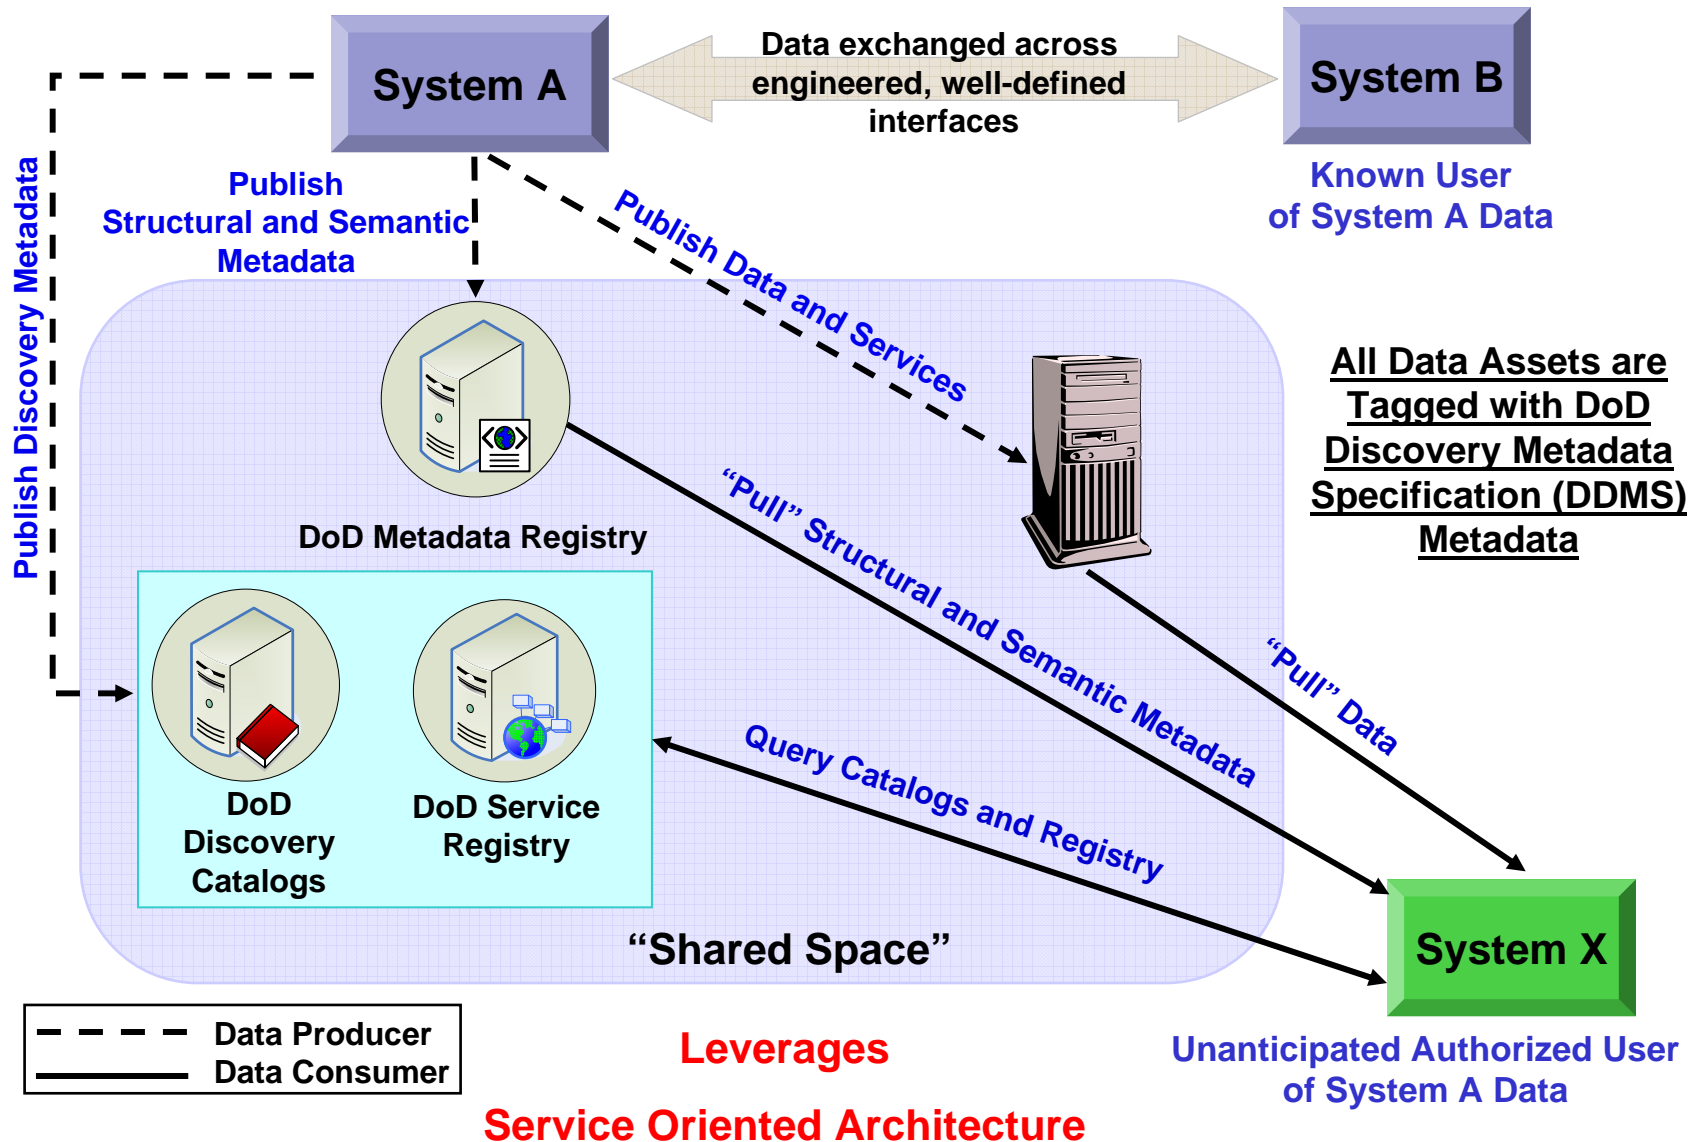 System A
Data exchanged across
engineered, well-defined
interfaces
System B
Known User
of System A Data
Publish Discovery Metadata
Publish
Structural and Semantic
Metadata
Publish Data and Services
All Data Assets are
Tagged with DoD
Discovery Metadata
Specification (DDMS)
Metadata
DoD Metadata Registry
“Pull” Structural and Semantic Metadata
“Pull” Data
Query Catalogs and Registry
DoD
Discovery
Catalogs
DoD Service
Registry
“Shared Space”
System X
Unanticipated Authorized User
of System A Data
Data Producer
Data Consumer
Leverages
Service Oriented Architecture